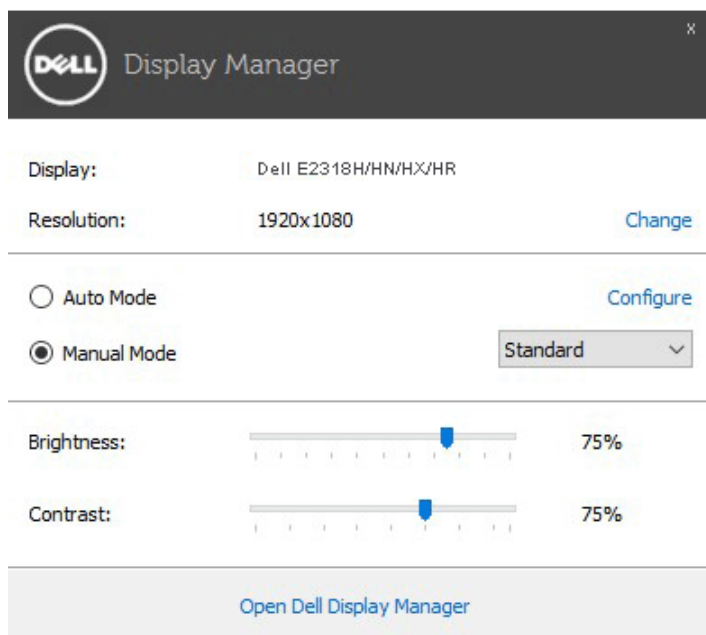 DELL Display Manager x
Display: Dell E2318H/HN/HX/HR
Resolution: 1920x1080 Change
Auto Mode Configure
Manual Mode Standard
Brightness: 75%
Contrast: 75%
Open Dell Display Manager